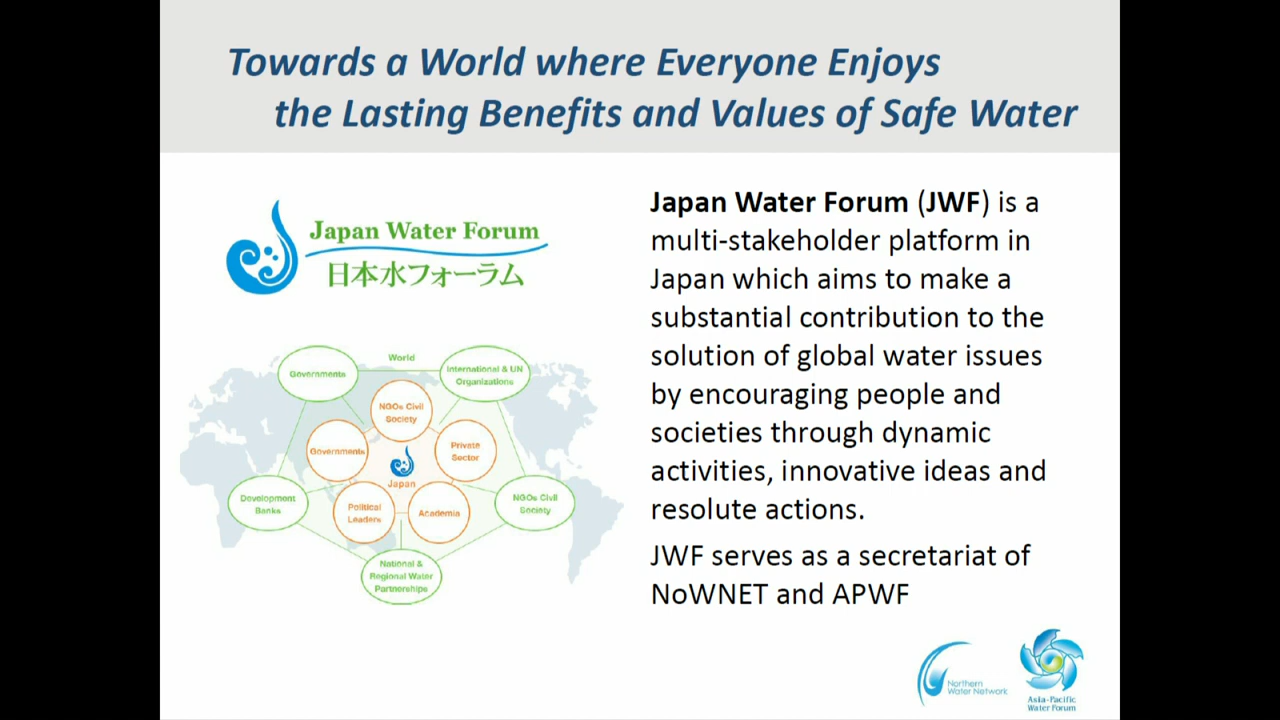 Towards a World where Everyone Enjoys
the Lasting Benefits and Values of Safe Water
Japan Water Forum
日本水フォーラム
World
Governments
International & UN
Organizations
NGOs Civil
Society
Governments
Private
Sector
Japan
Development
Banks
Political
Leaders
Academia
NGOs Civil
Society
National &
Regional Water
Partnerships
Japan Water Forum (JWF) is a
multi-stakeholder platform in
Japan which aims to make a
substantial contribution to the
solution of global water issues
by encouraging people and
societies through dynamic
activities, innovative ideas and
resolute actions.
JWF serves as a secretariat of
NoWNET and APWF
Northern
Water Network
Asia-Pacific
Water Forum